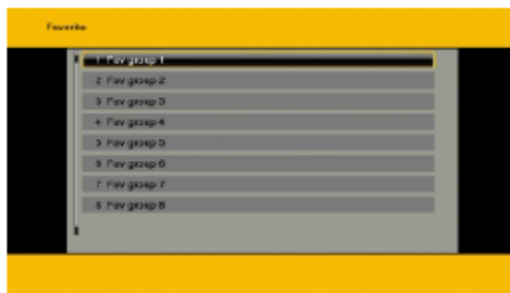 Favorite
1 Fav group 1
2 Fav group 2
3 Fav group 3
4 Fav group 4
5 Fav group 5
6 Fav group 6
7 Fav group 7
8 Fav group 8